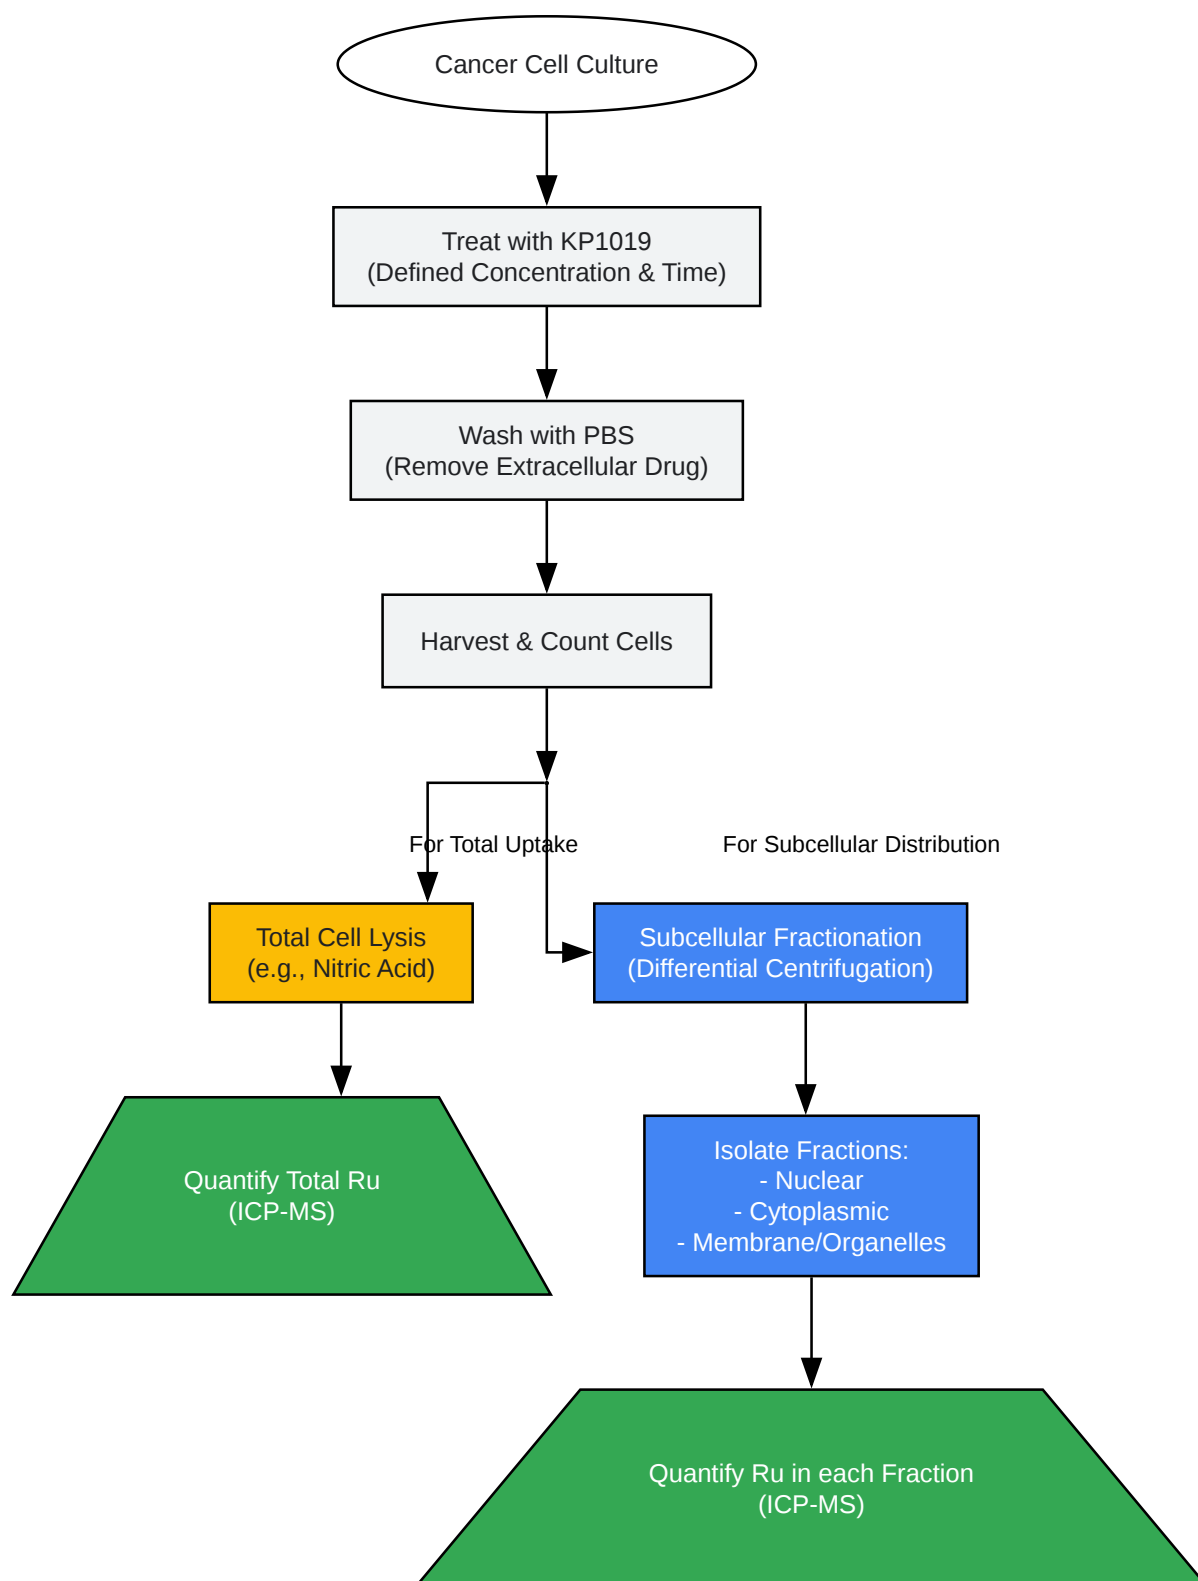 Cancer Cell Culture
Treat with KP1019
(Defined Concentration & Time)
Wash with PBS
(Remove Extracellular Drug)
Harvest & Count Cells
For Total Uptake
For Subcellular Distribution
Total Cell Lysis
(e.g., Nitric Acid)
Subcellular Fractionation
(Differential Centrifugation)
Quantify Total Ru
(ICP-MS)
Isolate Fractions:
- Nuclear
- Cytoplasmic
- Membrane/Organelles
Quantify Ru in each Fraction
(ICP-MS)